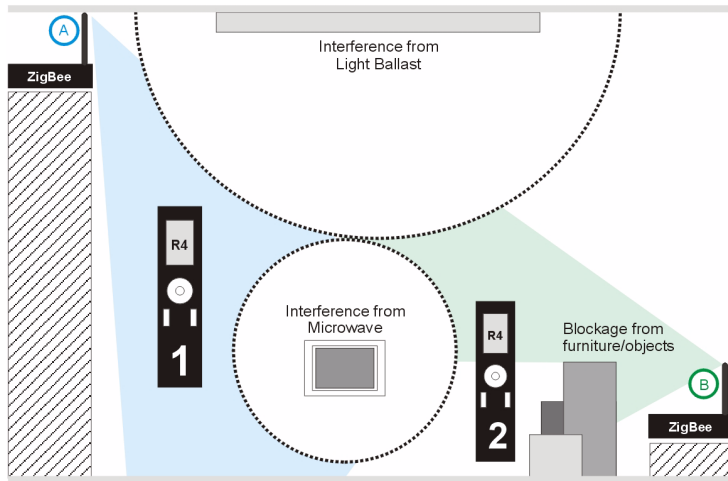 A
ZigBee
Interference from
Light Ballast
R4
1
Interference from
Microwave
R4
2
Blockage from
furniture/objects
B
ZigBee